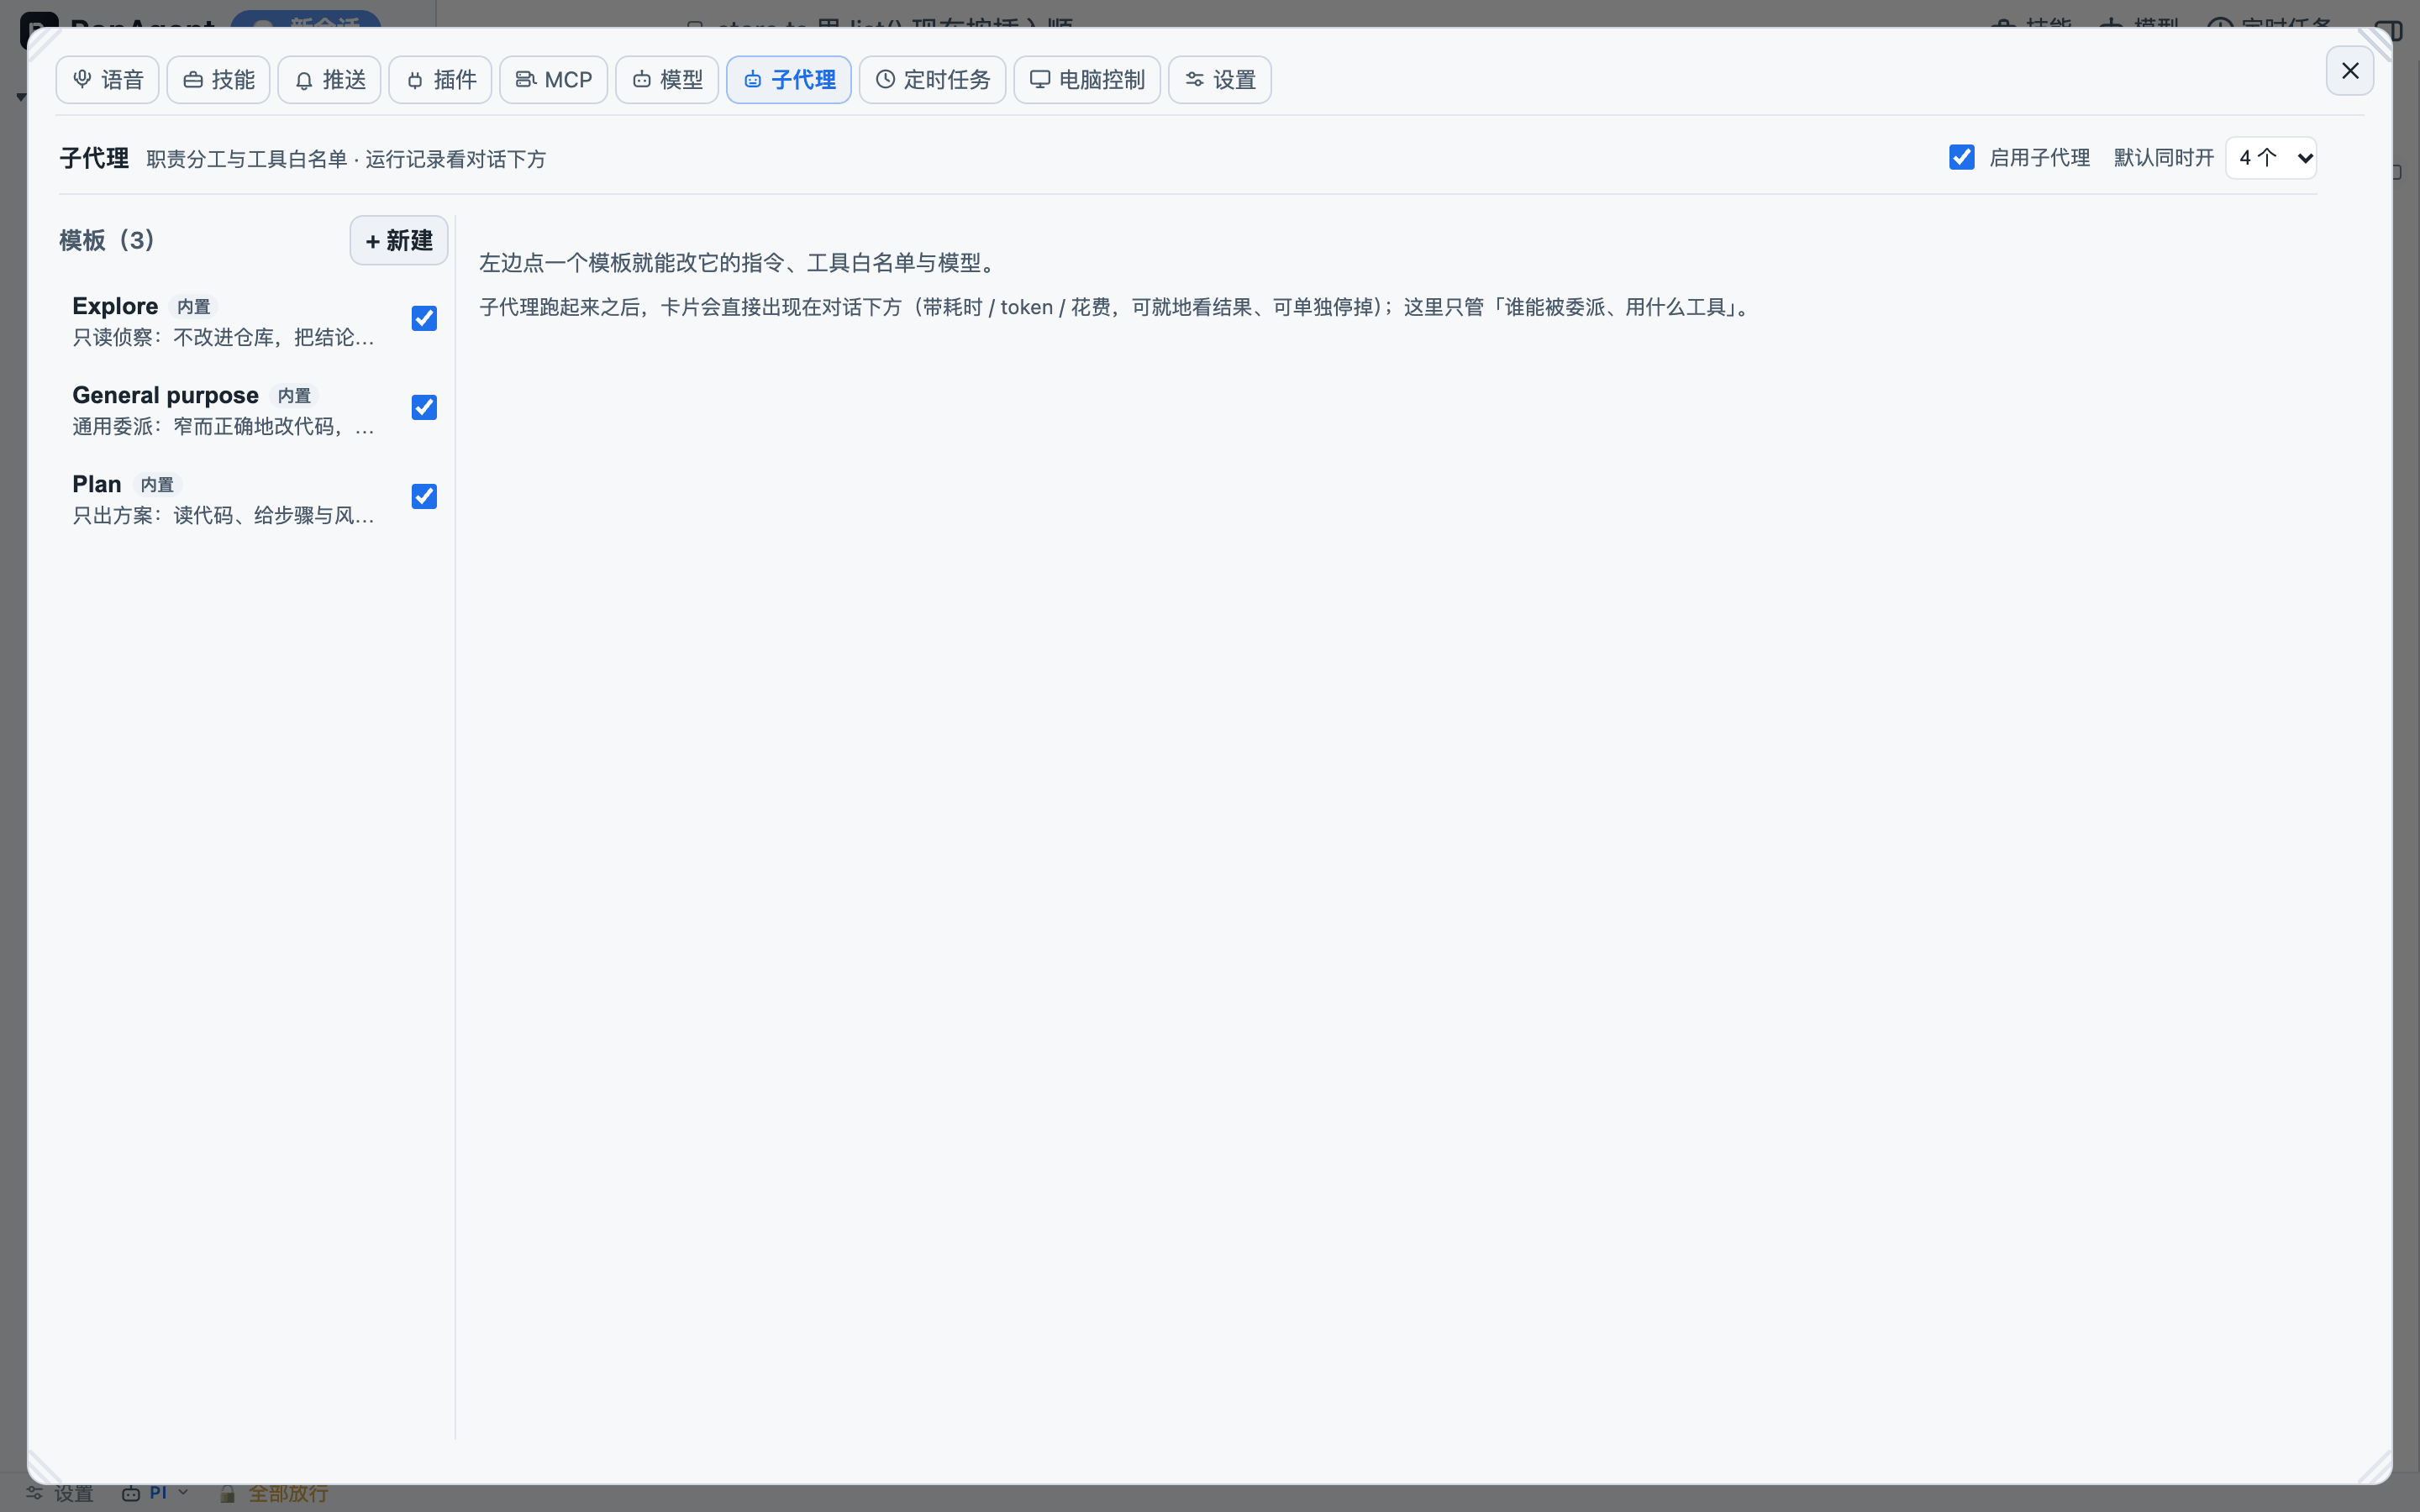 语音 技能 推送 插件 MCP 模型 子代理 定时任务 电脑控制 设置
子代理 职责分工与工具白名单 · 运行记录看对话下方 启用子代理 默认同时开 4 个
模板（3） + 新建
左边点一个模板就能改它的指令、工具白名单与模型。
子代理跑起来之后，卡片会直接出现在对话下方（带耗时 / token / 花费，可就地看结果、可单独停掉）；这里只管「谁能被委派、用什么工具」。
Explore 内置
只读侦察：不改进仓库，把结论…
General purpose 内置
通用委派：窄而正确地改代码，…
Plan 内置
只出方案：读代码、给步骤与风…
设置 PI 全部放行